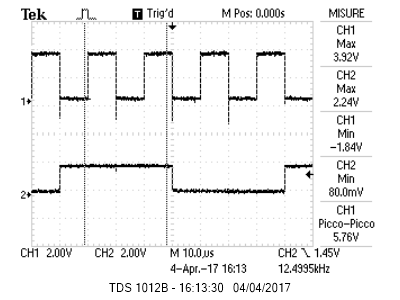 Tek T Trig'd M Pos: 0.000s MISURE
CH1
Max
3.92V
CH2
Max
2.24V
CH1
Min
-1.84V
CH2
Min
80.0mV
CH1
Picco-Picco
5.76V
1
2
CH1 2.00V CH2 2.00V M 10.0µs CH2 1.45V
4-Apr.-17 16:13 12.4995kHz
TDS 1012B - 16:13:30 04/04/2017